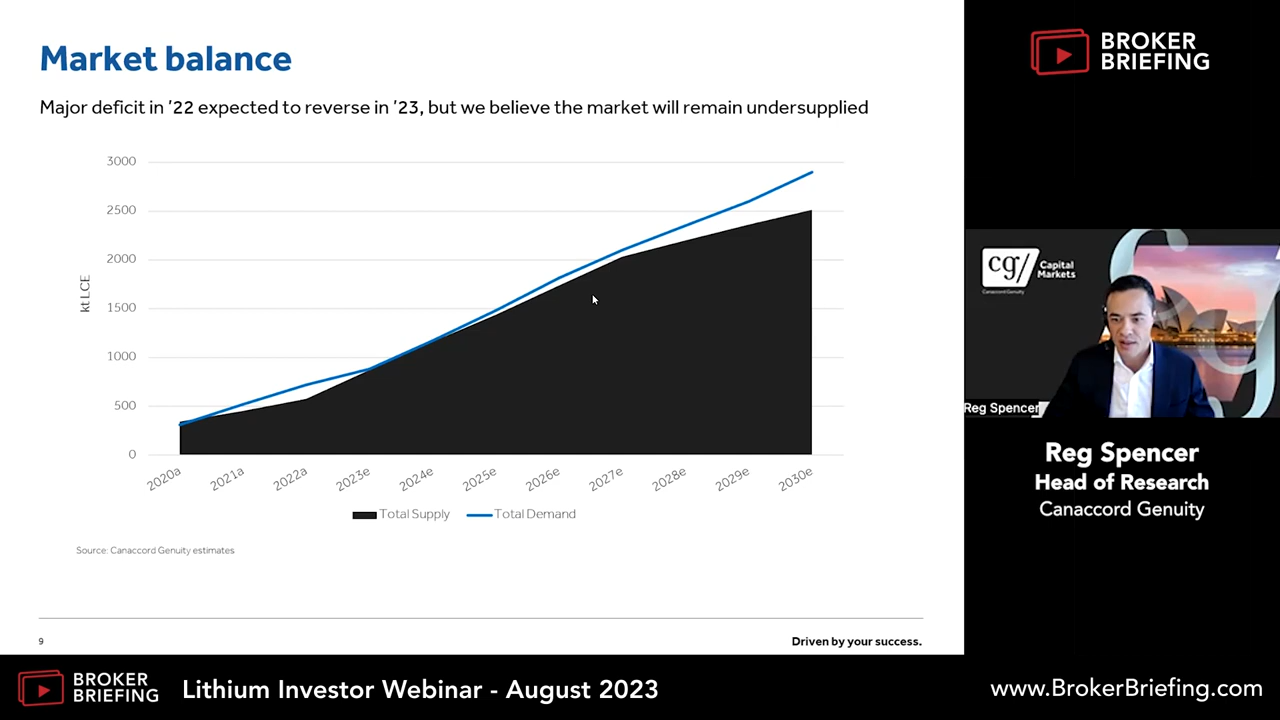 Market balance
Major deficit in '22 expected to reverse in '23, but we believe the market will remain undersupplied
3000
2500
2000
1500
1000
500
0
kt LCE
2020a
2021a
2022a
2023e
2024e
2025e
2026e
2027e
2028e
2029e
2030e
Total Supply
Total Demand
Source: Canaccord Genuity estimates
9
Driven by your success.
BROKER
BRIEFING
cg/
Canaccord Genuity
Capital
Markets
Reg Spencer
Reg Spencer
Head of Research
Canaccord Genuity
BROKER
BRIEFING
Lithium Investor Webinar - August 2023
www.BrokerBriefing.com